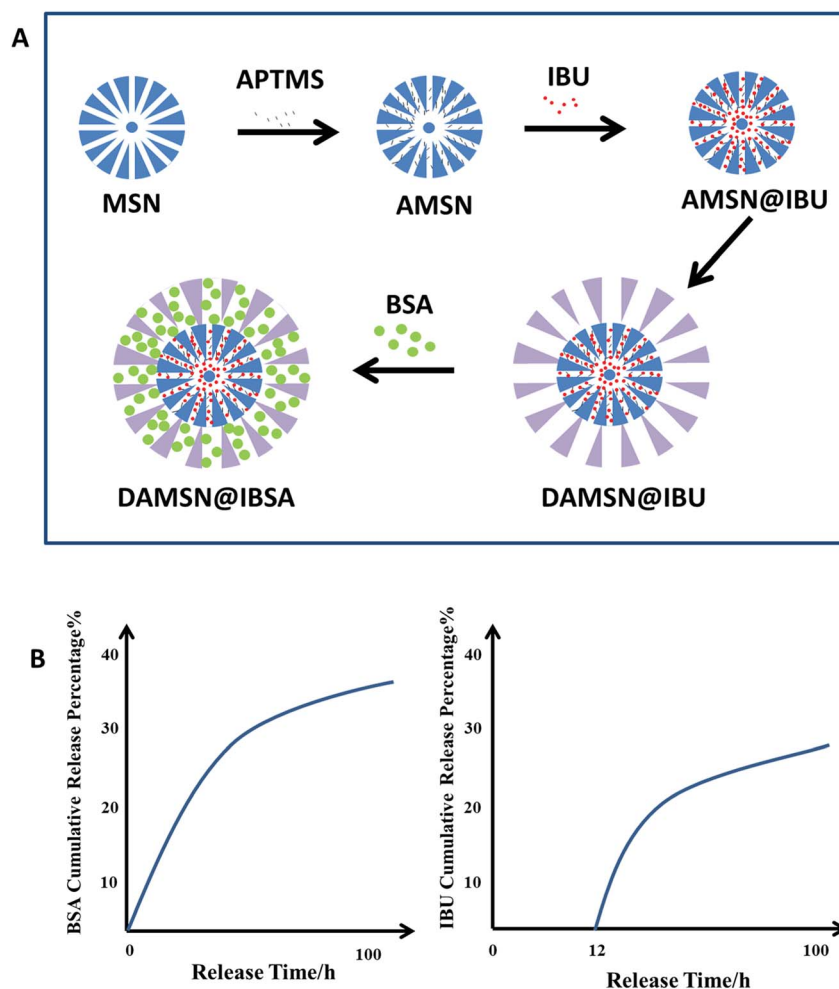 A
APTMS
IBU
MSN
AMSN
AMSN@IBU
BSA
DAMSN@IBSA
DAMSN@IBU
B
BSA Cumulative Release Percentage%
40
30
20
10
0
100
Release Time/h
IBU Cumulative Release Percentage%
40
30
20
10
0
12
100
Release Time/h